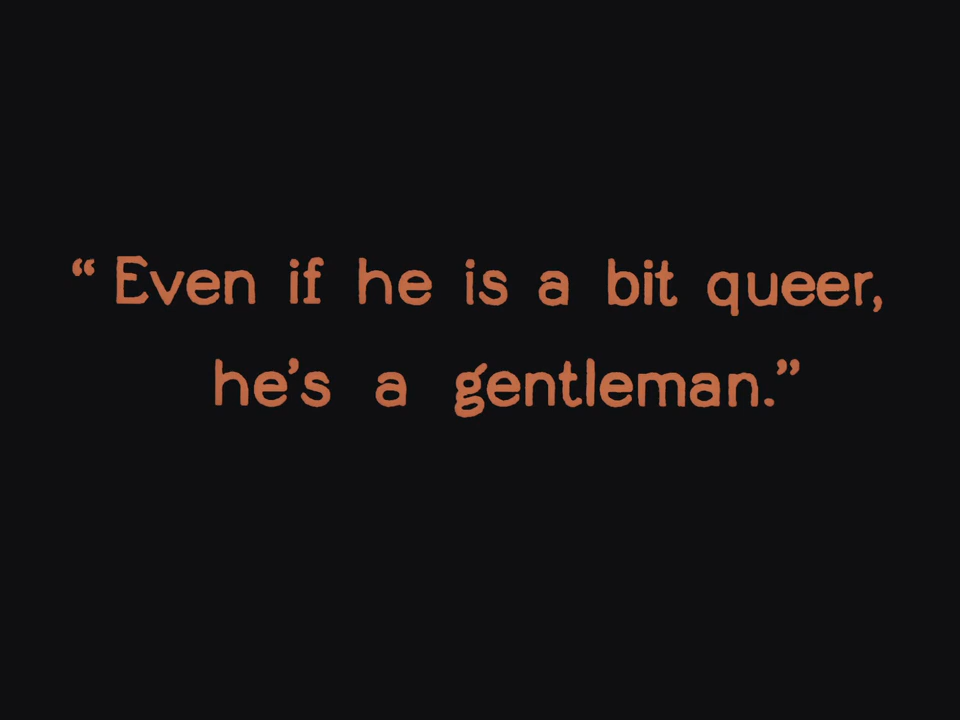 “Even if he is a bit queer,
he’s a gentleman.”